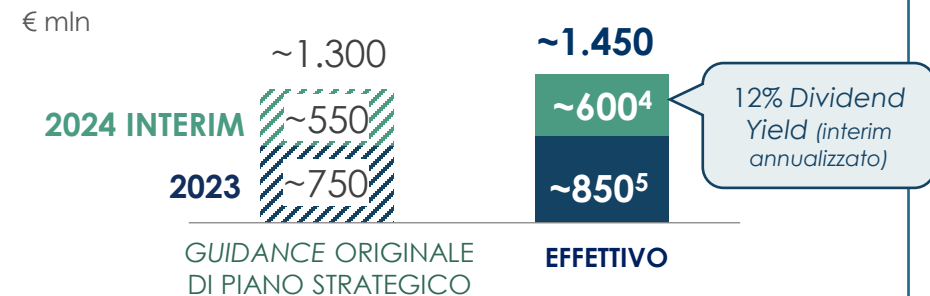 € mln
~1.300
~1.450
2024 INTERIM
~550
~600⁴
12% Dividend
Yield (interim
annualizzato)
2023
~750
~850⁵
GUIDANCE ORIGINALE
DI PIANO STRATEGICO
EFFETTIVO